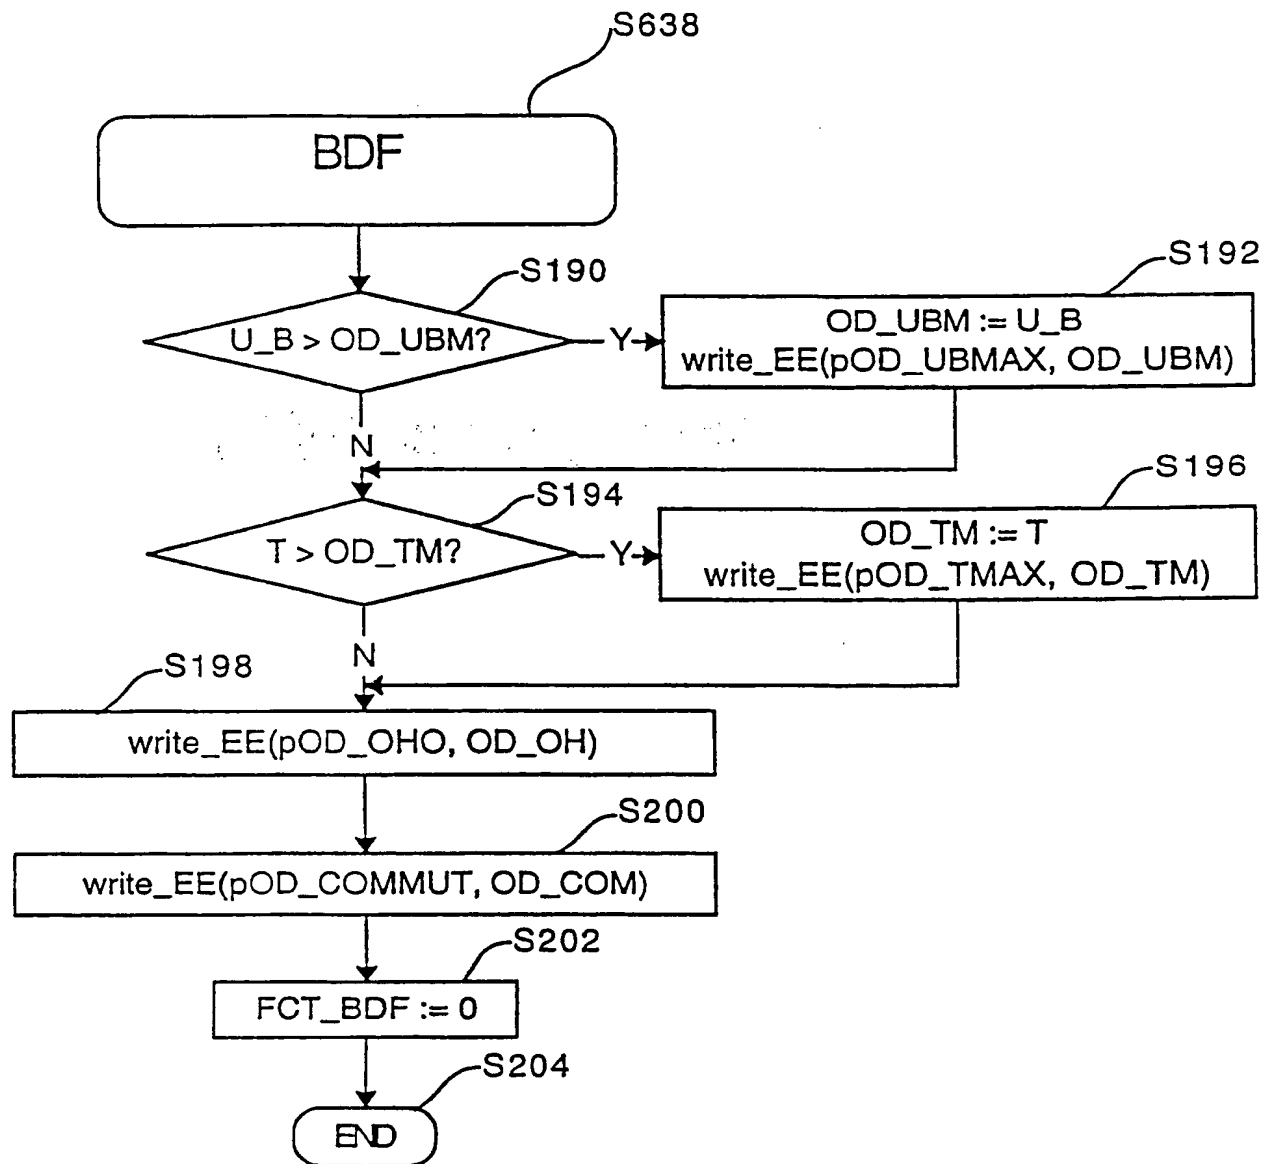 S638
BDF
S190
U_B > OD_UBM?
Y
S192
OD_UBM := U_B
write_EE(pOD_UBMAX, OD_UBM)
N
S194
T > OD_TM?
Y
S196
OD_TM := T
write_EE(pOD_TMAX, OD_TM)
N
S198
write_EE(pOD_OHO, OD_OH)
S200
write_EE(pOD_COMMUT, OD_COM)
S202
FCT_BDF := 0
S204
END